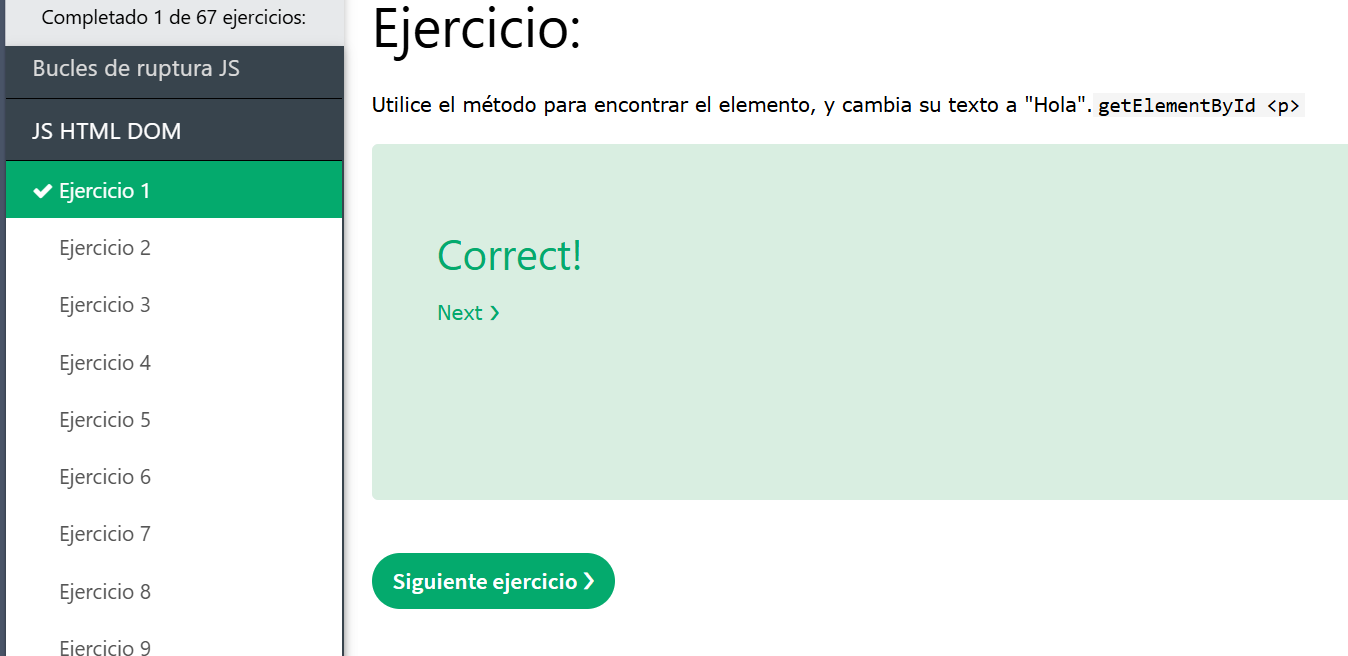 Completado 1 de 67 ejercicios:
Bucles de ruptura JS
JS HTML DOM
Ejercicio 1
Ejercicio 2
Ejercicio 3
Ejercicio 4
Ejercicio 5
Ejercicio 6
Ejercicio 7
Ejercicio 8
Ejercicio 9
Ejercicio:
Utilice el método para encontrar el elemento, y cambia su texto a "Hola". getElementById <p>
Correct!
Next ❯
Siguiente ejercicio ❯